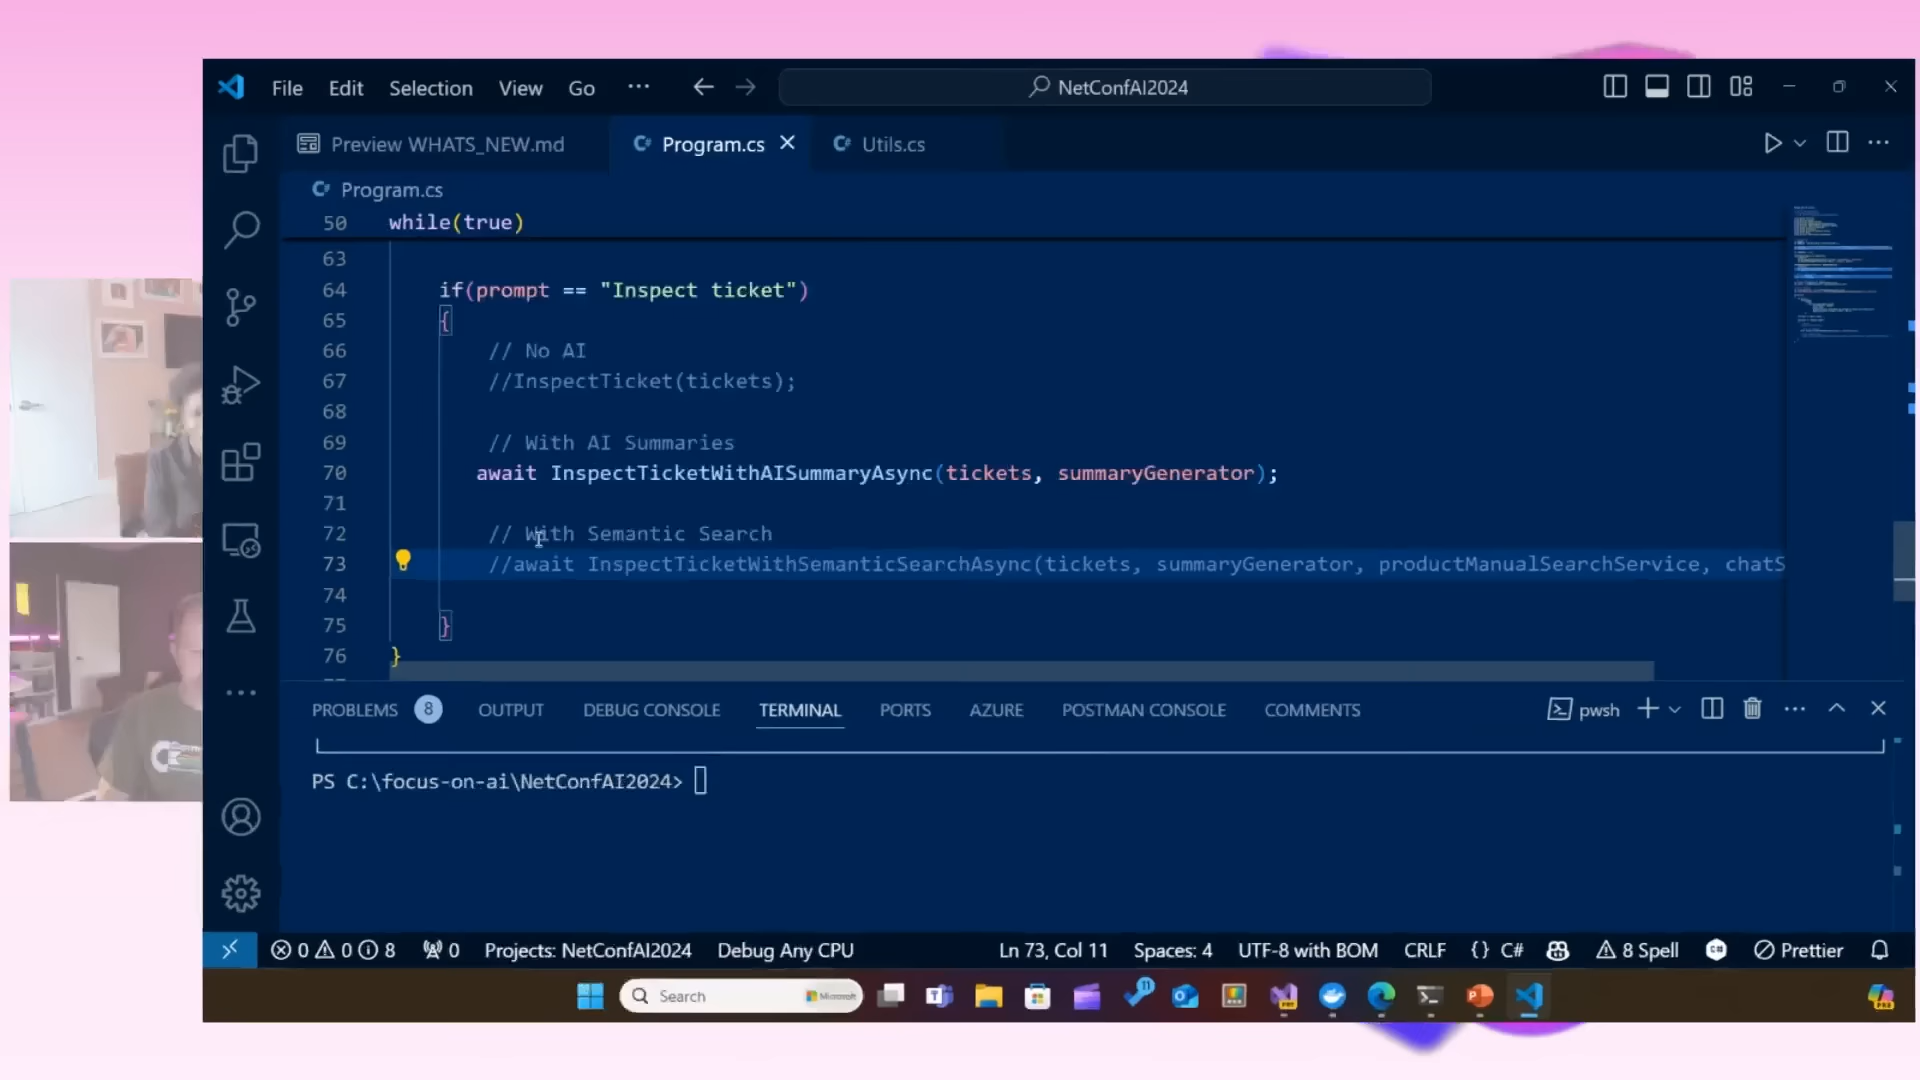 File Edit Selection View Go ··· NetConfAI2024
Preview WHATS_NEW.md Program.cs Utils.cs
Program.cs
50 while(true)
63
64 if(prompt == "Inspect ticket")
65 {
66 // No AI
67 //InspectTicket(tickets);
68
69 // With AI Summaries
70 await InspectTicketWithAISummaryAsync(tickets, summaryGenerator);
71
72 // With Semantic Search
73 //await InspectTicketWithSemanticSearchAsync(tickets, summaryGenerator, productManualSearchService, chatS
74
75 }
76 }
PROBLEMS 8 OUTPUT DEBUG CONSOLE TERMINAL PORTS AZURE POSTMAN CONSOLE COMMENTS pwsh
PS C:\focus-on-ai\NetConfAI2024>
0 0 8 0 Projects: NetConfAI2024 Debug Any CPU Ln 73, Col 11 Spaces: 4 UTF-8 with BOM CRLF {} C# 8 Spell Prettier
Search Microsoft